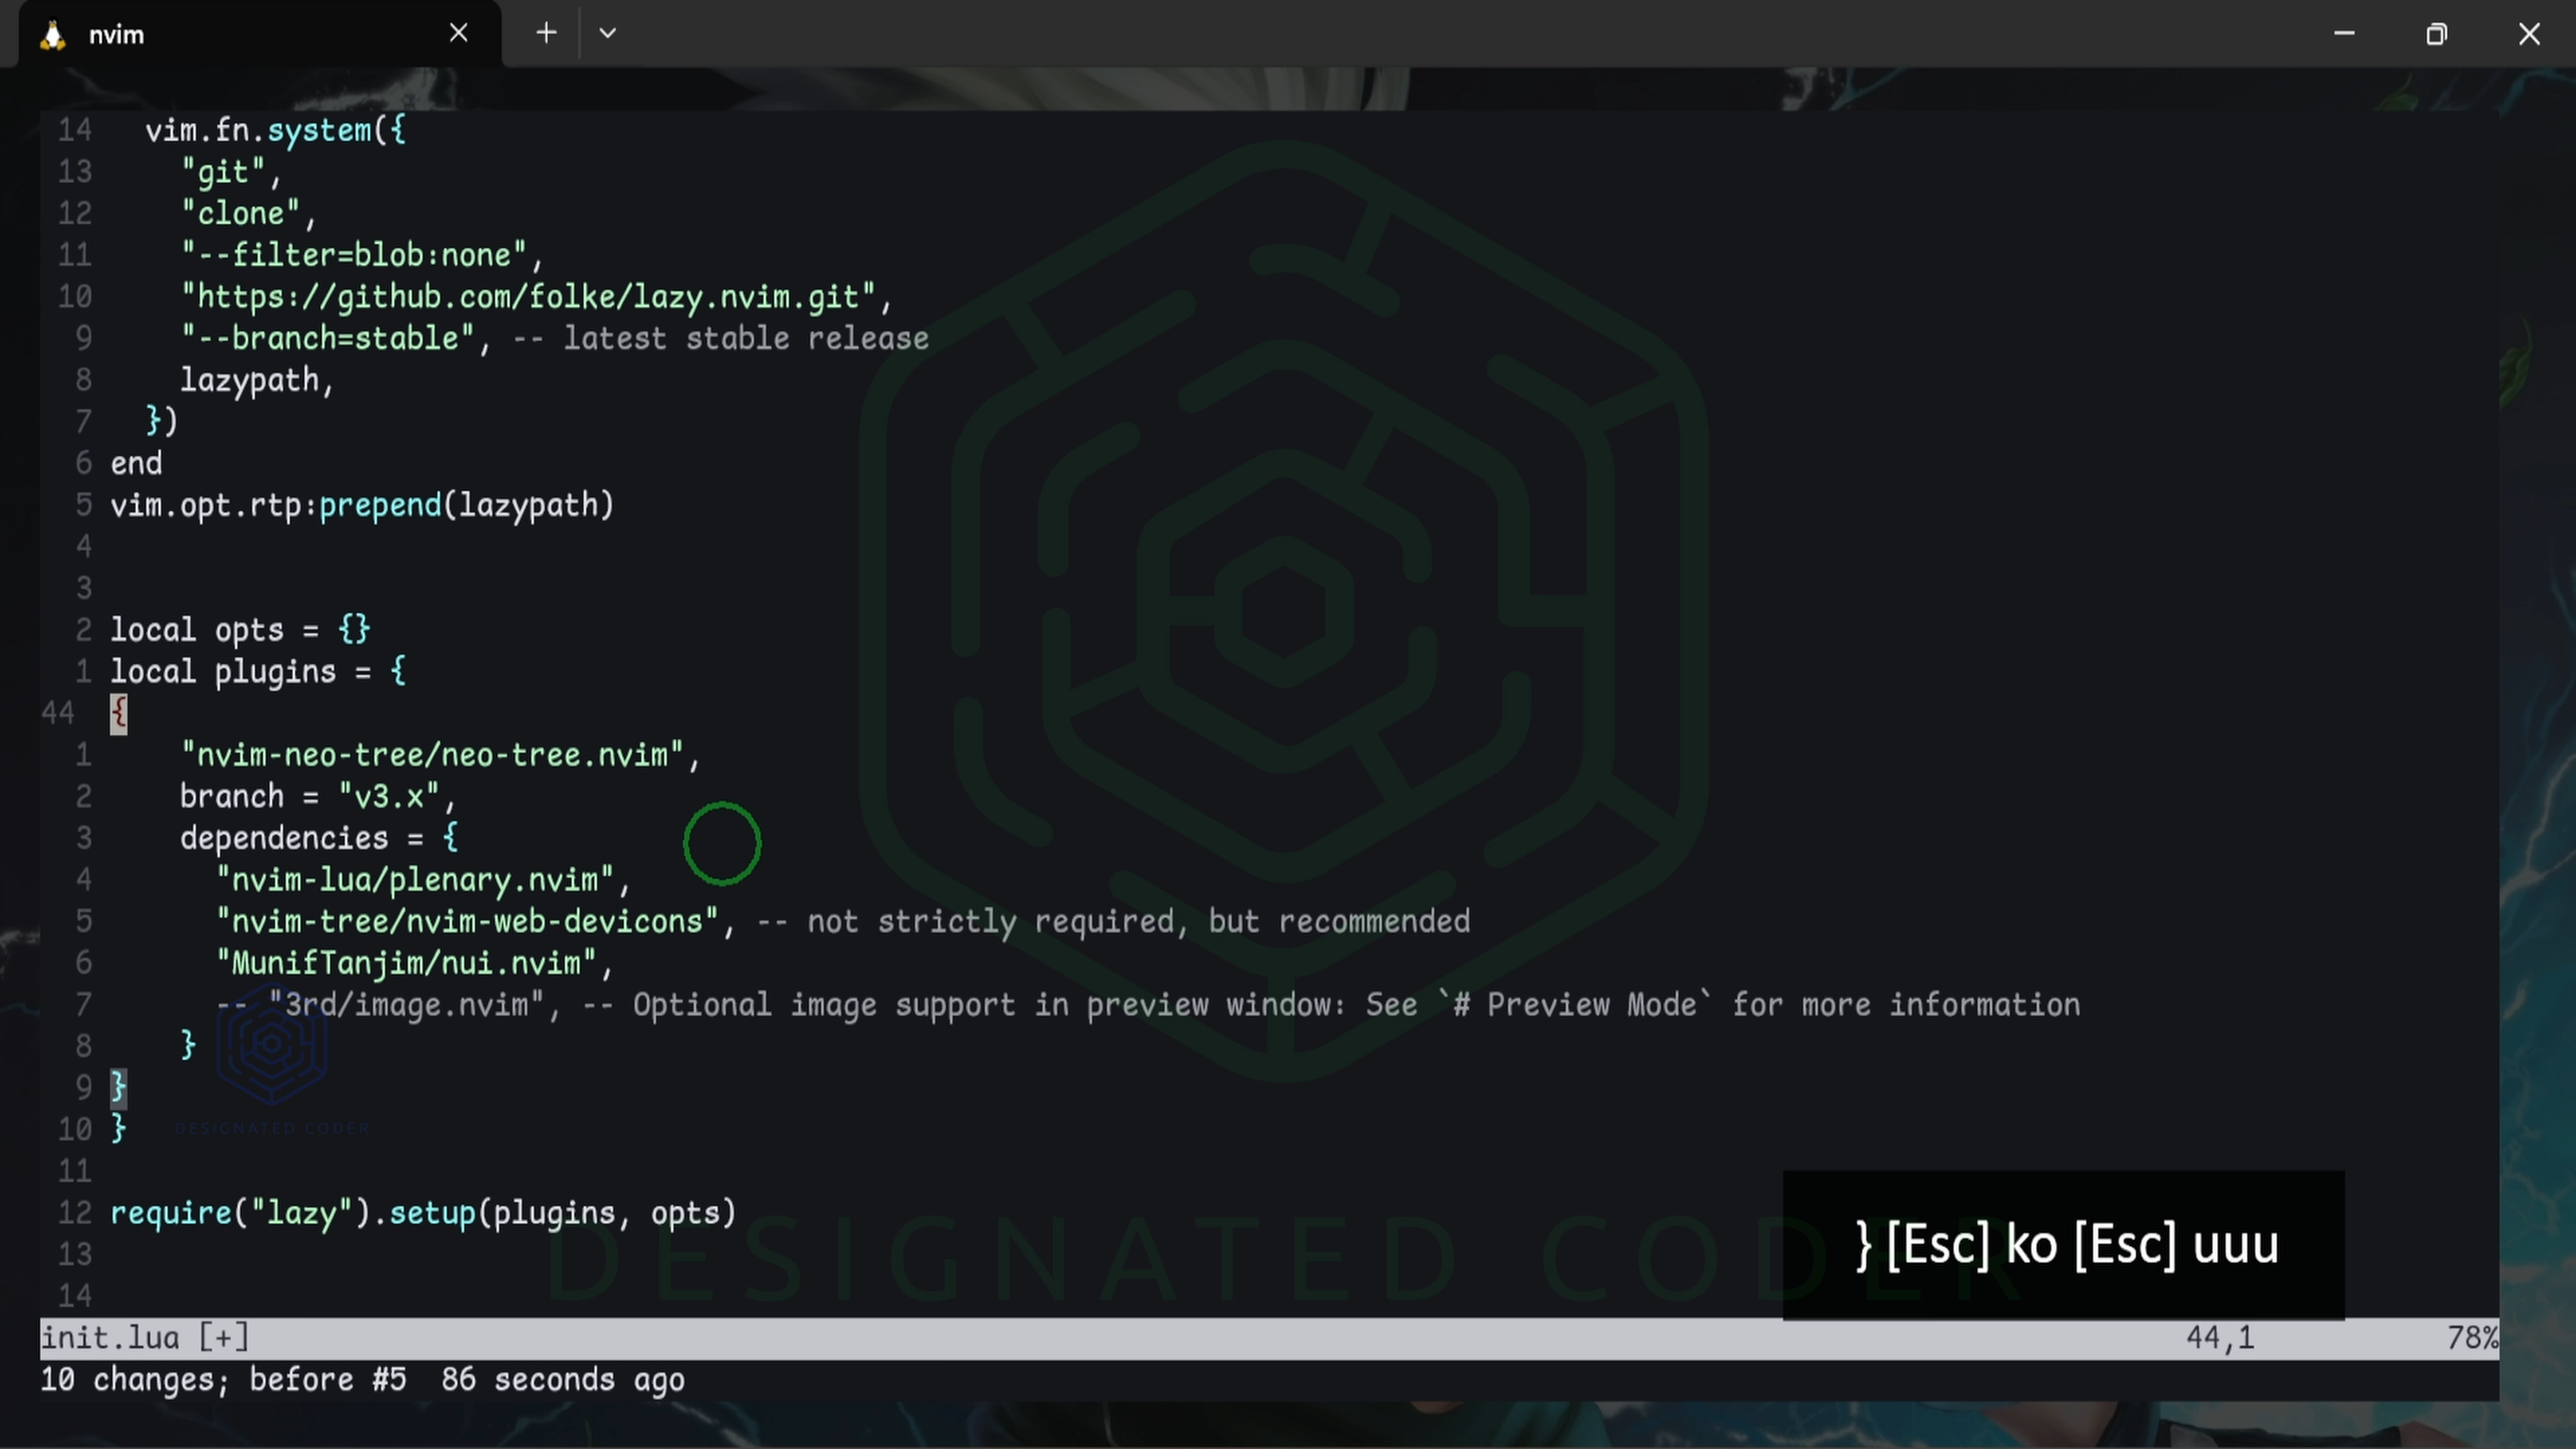 nvim
14   vim.fn.system({
13     "git",
12     "clone",
11     "--filter=blob:none",
10     "https://github.com/folke/lazy.nvim.git",
9     "--branch=stable", -- latest stable release
8     lazypath,
7   })
6 end
5 vim.opt.rtp:prepend(lazypath)
4
3
2 local opts = {}
1 local plugins = {
44 {
1     "nvim-neo-tree/neo-tree.nvim",
2     branch = "v3.x",
3     dependencies = {
4       "nvim-lua/plenary.nvim",
5       "nvim-tree/nvim-web-devicons", -- not strictly required, but recommended
6       "MunifTanjim/nui.nvim",
7       -- "3rd/image.nvim", -- Optional image support in preview window: See `# Preview Mode` for more information
8     }
9 }
10 }
DESIGNATED CODER
11
12 require("lazy").setup(plugins, opts)
13
14
DESIGNATED CODER
} [Esc] ko [Esc] uuu
init.lua [+] 44,1 78%
10 changes; before #5  86 seconds ago